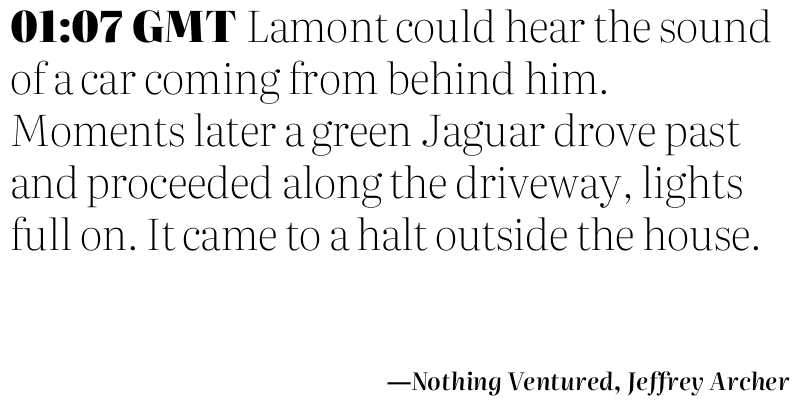 01:07 GMT Lamont could hear the sound
of a car coming from behind him.
Moments later a green Jaguar drove past
and proceeded along the driveway, lights
full on. It came to a halt outside the house.
—Nothing Ventured, Jeffrey Archer